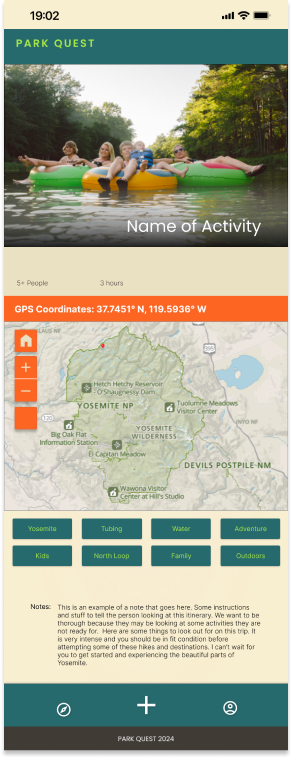 19:02
PARK QUEST
Name of Activity
5+ People 3 hours
GPS Coordinates: 37.7451° N, 119.5936° W
LAUS NF
395
Hetch Hetchy Reservoir
- O'Shaugnessy Dam
YOSEMITE NP
Tuolumne Meadows
Visitor Center
120
INYO NF
Big Oak Flat
Information Station
YOSEMITE
WILDERNESS
El Capitan Meadow
DEVILS POSTPILE NM
Wawona Visitor
Center at Hill's Studio
Yosemite Tubing Water Adventure
Kids North Loop Family Outdoors
Notes: This is an example of a note that goes here. Some instructions
and stuff to tell the person looking at this itinerary. We want to be
thorough because they may be looking at some activities they are
not ready for. Here are some things to look out for on this trip. It
is very intense and you should be in fit condition before
attempting some of these hikes and destinations. I can't wait for
you to get started and experiencing the beautiful parts of
Yosemite.
PARK QUEST 2024